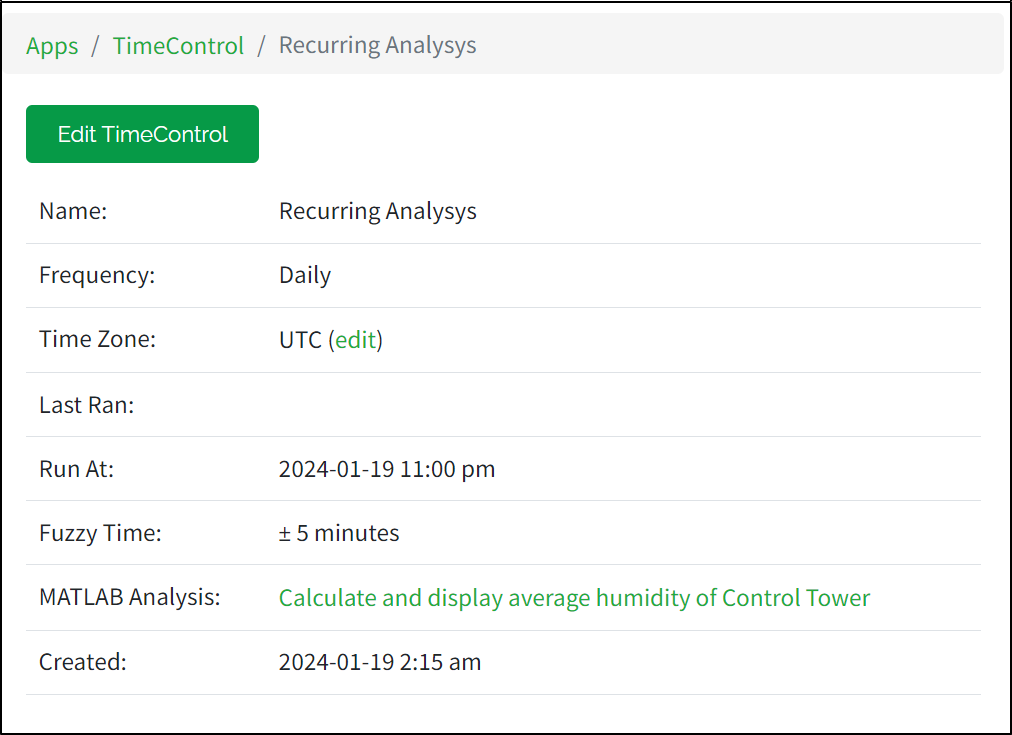 Apps / TimeControl / Recurring Analysys
Edit TimeControl
Name: Recurring Analysys
Frequency: Daily
Time Zone: UTC (edit)
Last Ran:
Run At: 2024-01-19 11:00 pm
Fuzzy Time: ± 5 minutes
MATLAB Analysis: Calculate and display average humidity of Control Tower
Created: 2024-01-19 2:15 am